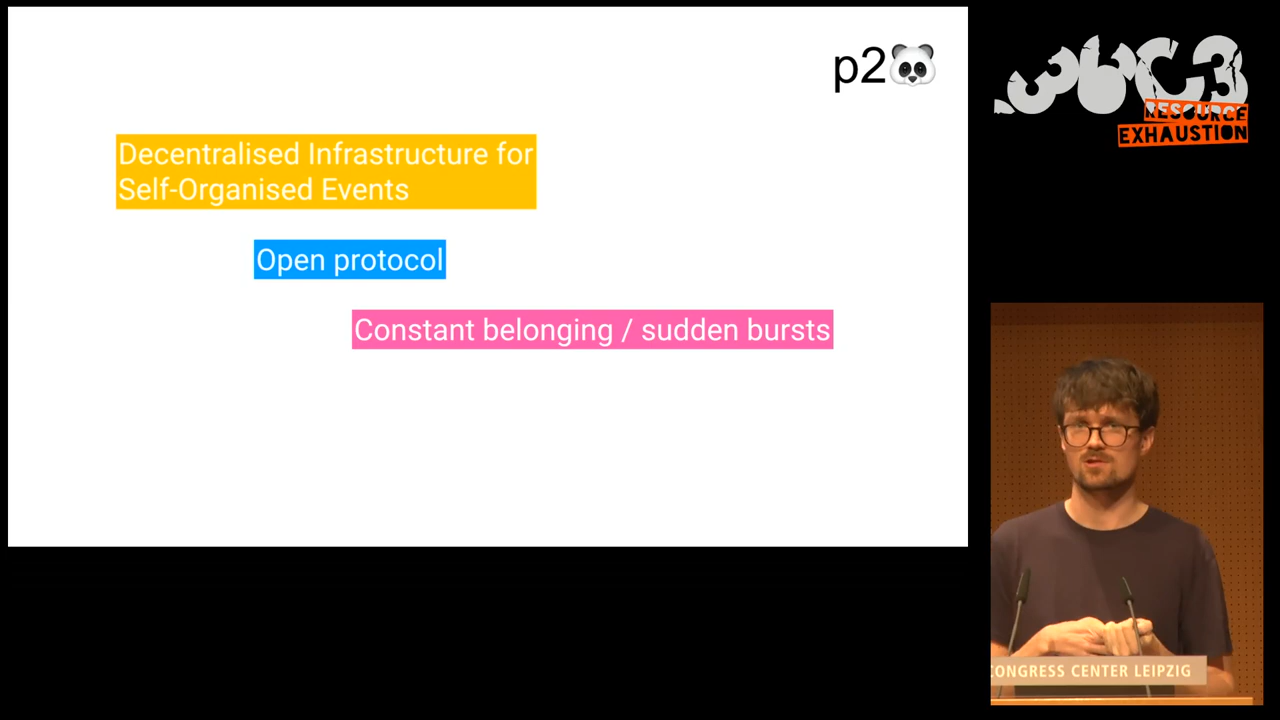 p2🐼
Decentralised Infrastructure for
Self-Organised Events
Open protocol
Constant belonging / sudden bursts
36C3
RESOURCE
EXHAUSTION
CONGRESS CENTER LEIPZIG